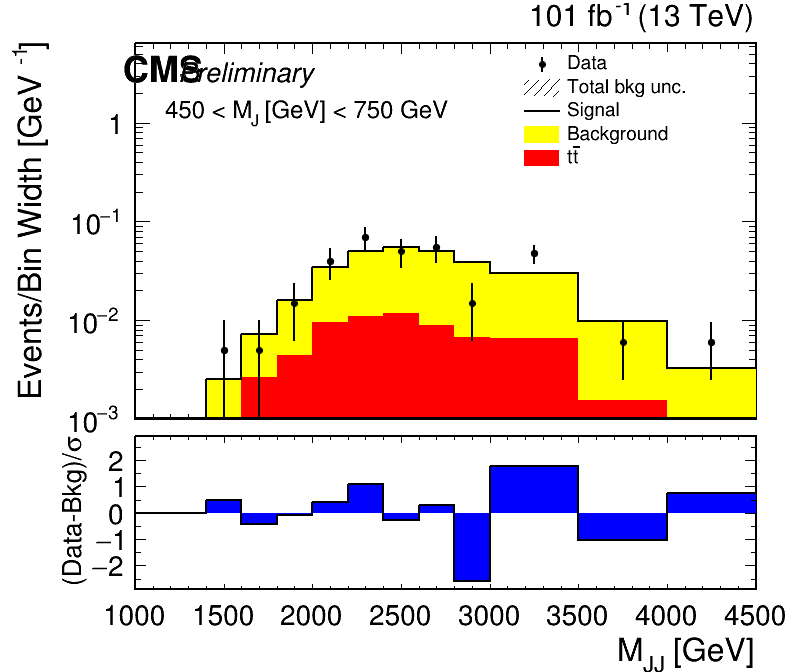 101 fb⁻¹ (13 TeV)
CMS Preliminary
450 < M_J [GeV] < 750 GeV
Data
Total bkg unc.
Signal
Background
tt̄
Events/Bin Width [GeV⁻¹]
1
10⁻¹
10⁻²
10⁻³
(Data-Bkg)/σ
2
1
0
−1
−2
1000 1500 2000 2500 3000 3500 4000 4500
M_JJ [GeV]